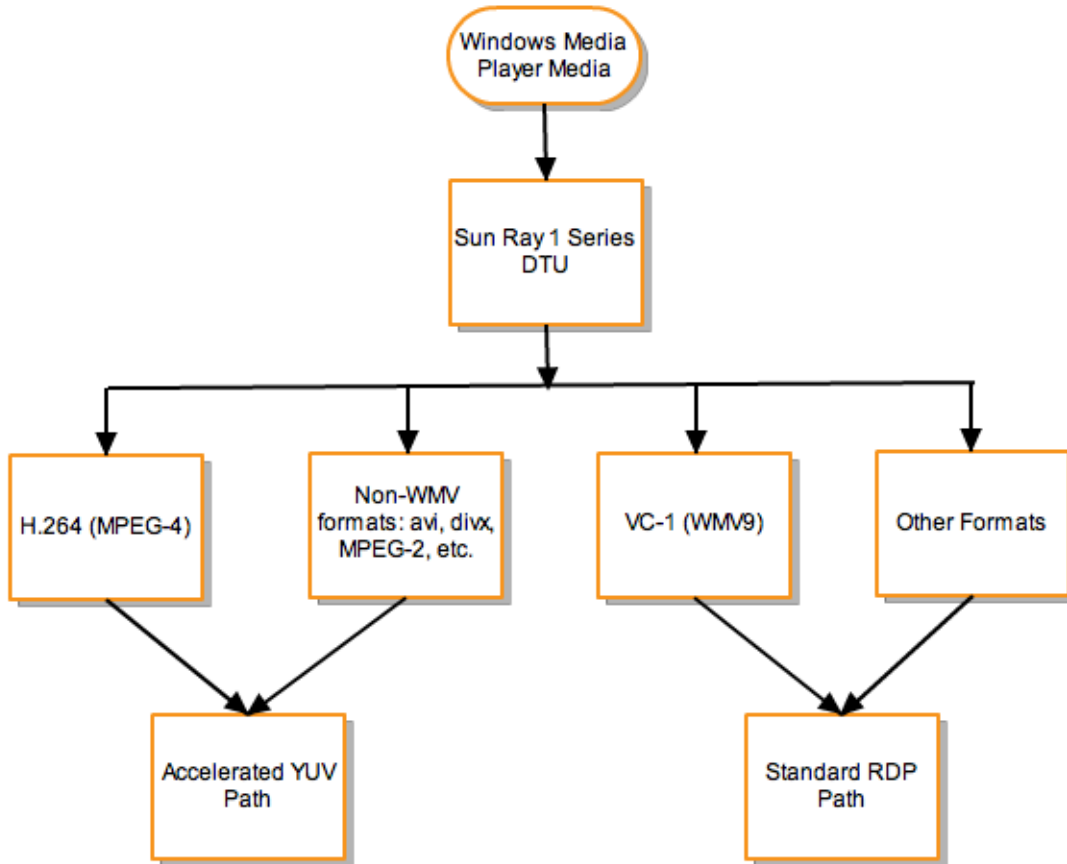 Windows Media
Player Media
Sun Ray 1 Series
DTU
H.264 (MPEG-4)
Non-WMV
formats: avi, divx,
MPEG-2, etc.
VC-1 (WMV9)
Other Formats
Accelerated YUV
Path
Standard RDP
Path